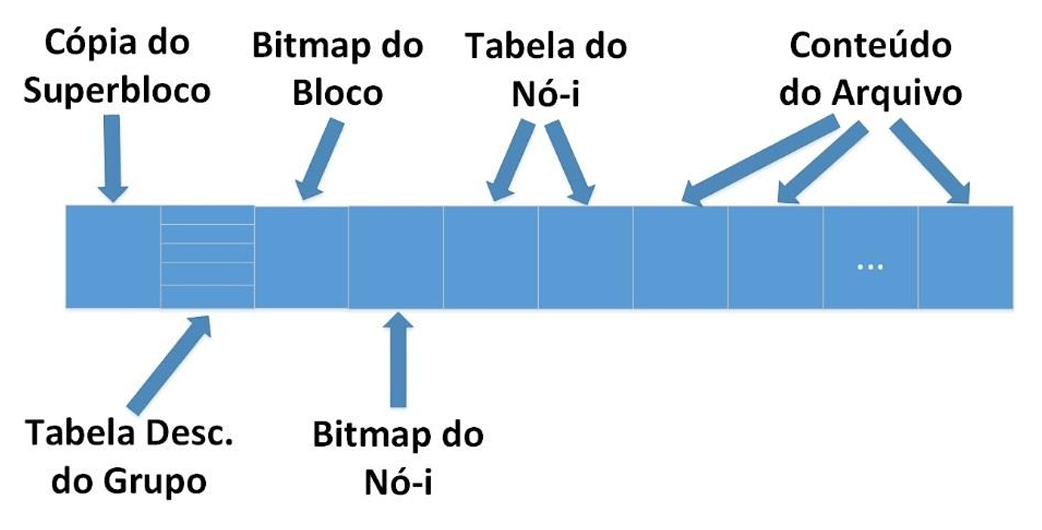 Cópia do
Superbloco
Bitmap do
Bloco
Tabela do
Nó-i
Conteúdo
do Arquivo
...
Tabela Desc.
do Grupo
Bitmap do
Nó-i